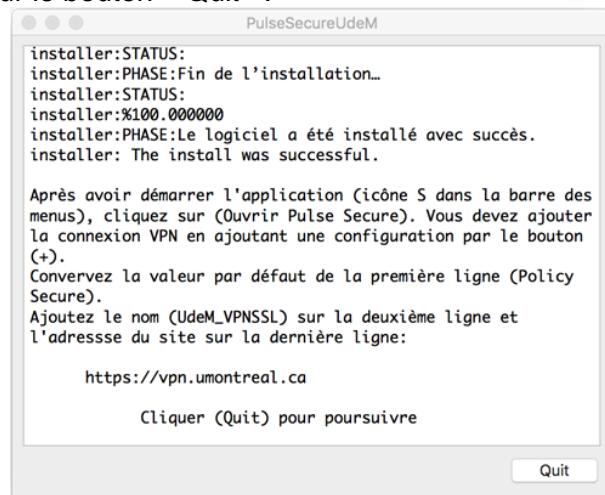 PulseSecureUdeM
installer:STATUS:
installer:PHASE:Fin de l'installation…
installer:STATUS:
installer:%100.000000
installer:PHASE:Le logiciel a été installé avec succès.
installer: The install was successful.
Après avoir démarrer l'application (icône S dans la barre des
menus), cliquez sur (Ouvrir Pulse Secure). Vous devez ajouter
la connexion VPN en ajoutant une configuration par le bouton
(+).
Convervez la valeur par défaut de la première ligne (Policy
Secure).
Ajoutez le nom (UdeM_VPNSSL) sur la deuxième ligne et
l'adressse du site sur la dernière ligne:
https://vpn.umontreal.ca
Cliquer (Quit) pour poursuivre
Quit